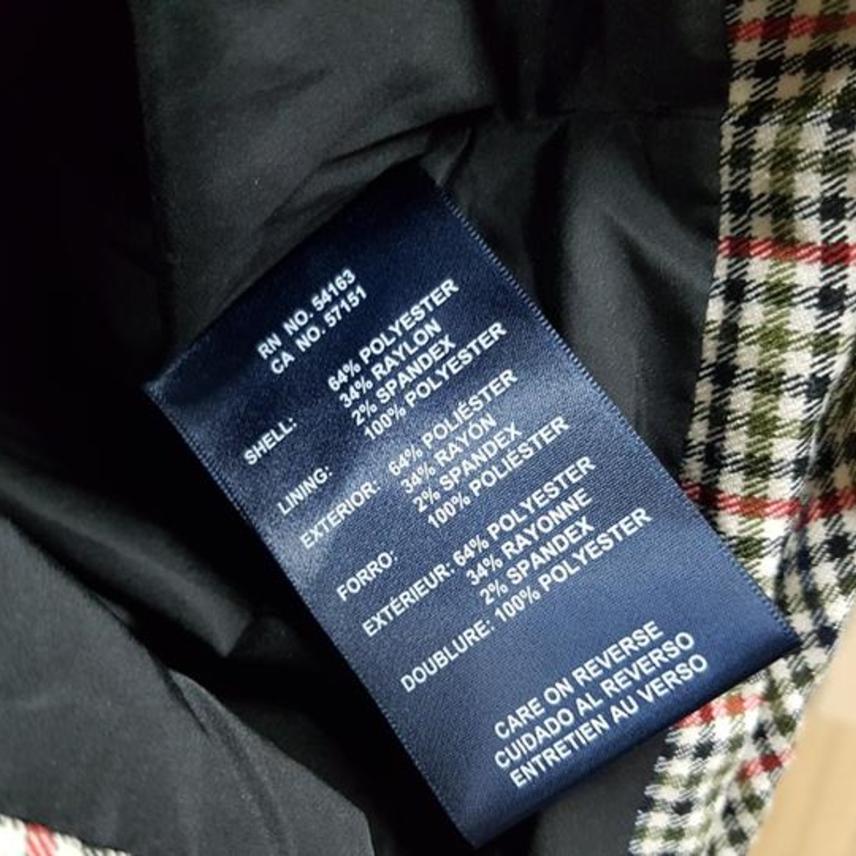 RN NO. 54163
CA NO. 57151
SHELL: 64% POLYESTER
34% RAYLON
2% SPANDEX
LINING: 100% POLYESTER
EXTERIOR: 64% POLIÉSTER
34% RAYÓN
2% SPANDEX
FORRO: 100% POLIÉSTER
EXTÉRIEUR: 64% POLYESTER
34% RAYONNE
2% SPANDEX
DOUBLURE: 100% POLYESTER
CARE ON REVERSE
CUIDADO AL REVERSO
ENTRETIEN AU VERSO